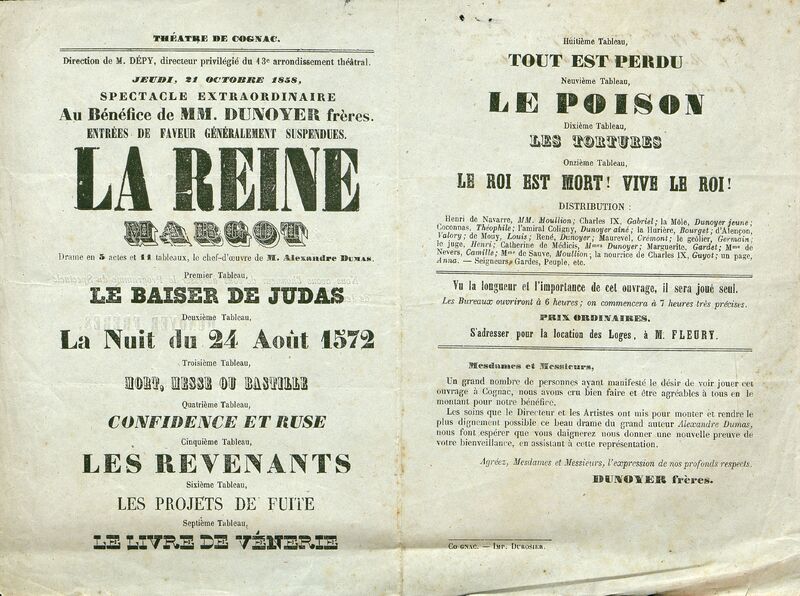 THÉATRE DE COGNAC.
Direction de M. DÉPY, directeur privilégié du 13e arrondissement théâtral.
JEUDI, 21 OCTOBRE 1858,
SPECTACLE EXTRAORDINAIRE
Au Bénéfice de MM. DUNOYER frères.
ENTRÉES DE FAVEUR GÉNÉRALEMENT SUSPENDUES.
LA REINE
MARGOT
Drame en 5 actes et 11 tableaux, le chef-d'œuvre de M. Alexandre DUMAS.
Premier Tableau,
LE BAISER DE JUDAS
Deuxième Tableau,
La Nuit du 24 Août 1572
Troisième Tableau,
MORT, MESSE OU BASTILLE
Quatrième Tableau,
CONFIDENCE ET RUSE
Cinquième Tableau,
LES REVENANTS
Sixième Tableau,
LES PROJETS DE FUITE
Septième Tableau,
LE LIVRE DE VÉNERIE
Huitième Tableau,
TOUT EST PERDU
Neuvième Tableau,
LE POISON
Dixième Tableau,
LES TORTURES
Onzième Tableau,
LE ROI EST MORT! VIVE LE ROI!
DISTRIBUTION :
Henri de Navarre, MM. Moullion; Charles IX, Gabriel; la Môle, Dunoyer jeune;
Coconnas, Théophile; l'amiral Coligny, Dunoyer aîné; la Hurière, Bourget; d'Alençon,
Valory; de Mouy, Louis; René, Dunoyer; Maurevel, Crémont; le geôlier, Germain;
le juge, Henri; Catherine de Médicis, Mmes Dunoyer; Marguerite, Gardet; Mme de
Nevers, Camille; Mme de Sauve, Moullion; la nourrice de Charles IX, Guyot; un page,
Anna. — Seigneurs, Gardes, Peuple, etc.
Vu la longueur et l'importance de cet ouvrage, il sera joué seul.
Les Bureaux ouvriront à 6 heures; on commencera à 7 heures très précises.
PRIX ORDINAIRES.
S'adresser pour la location des Loges, à M. FLEURY.
Mesdames et Messieurs,
Un grand nombre de personnes ayant manifesté le désir de voir jouer cet
ouvrage à Cognac, nous avons cru bien faire et être agréables à tous en le
montant pour notre bénéfice.
Les soins que le Directeur et les Artistes ont mis pour monter et rendre le
plus dignement possible ce beau drame du grand auteur Alexandre Dumas,
nous font espérer que vous daignerez nous donner une nouvelle preuve de
votre bienveillance, en assistant à cette représentation.
Agréez, Mesdames et Messieurs, l'expression de nos profonds respects.
DUNOYER frères.
Co gnac. — Imp. Durosier.